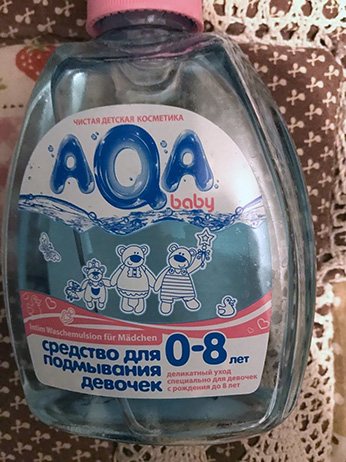 ЧИСТАЯ ДЕТСКАЯ КОСМЕТИКА
AQA
baby
Intim Waschemulsion für Mädchen
средство для
подмывания
девочек
0-8 лет
деликатный уход
специально для девочек
с рождения до 8 лет